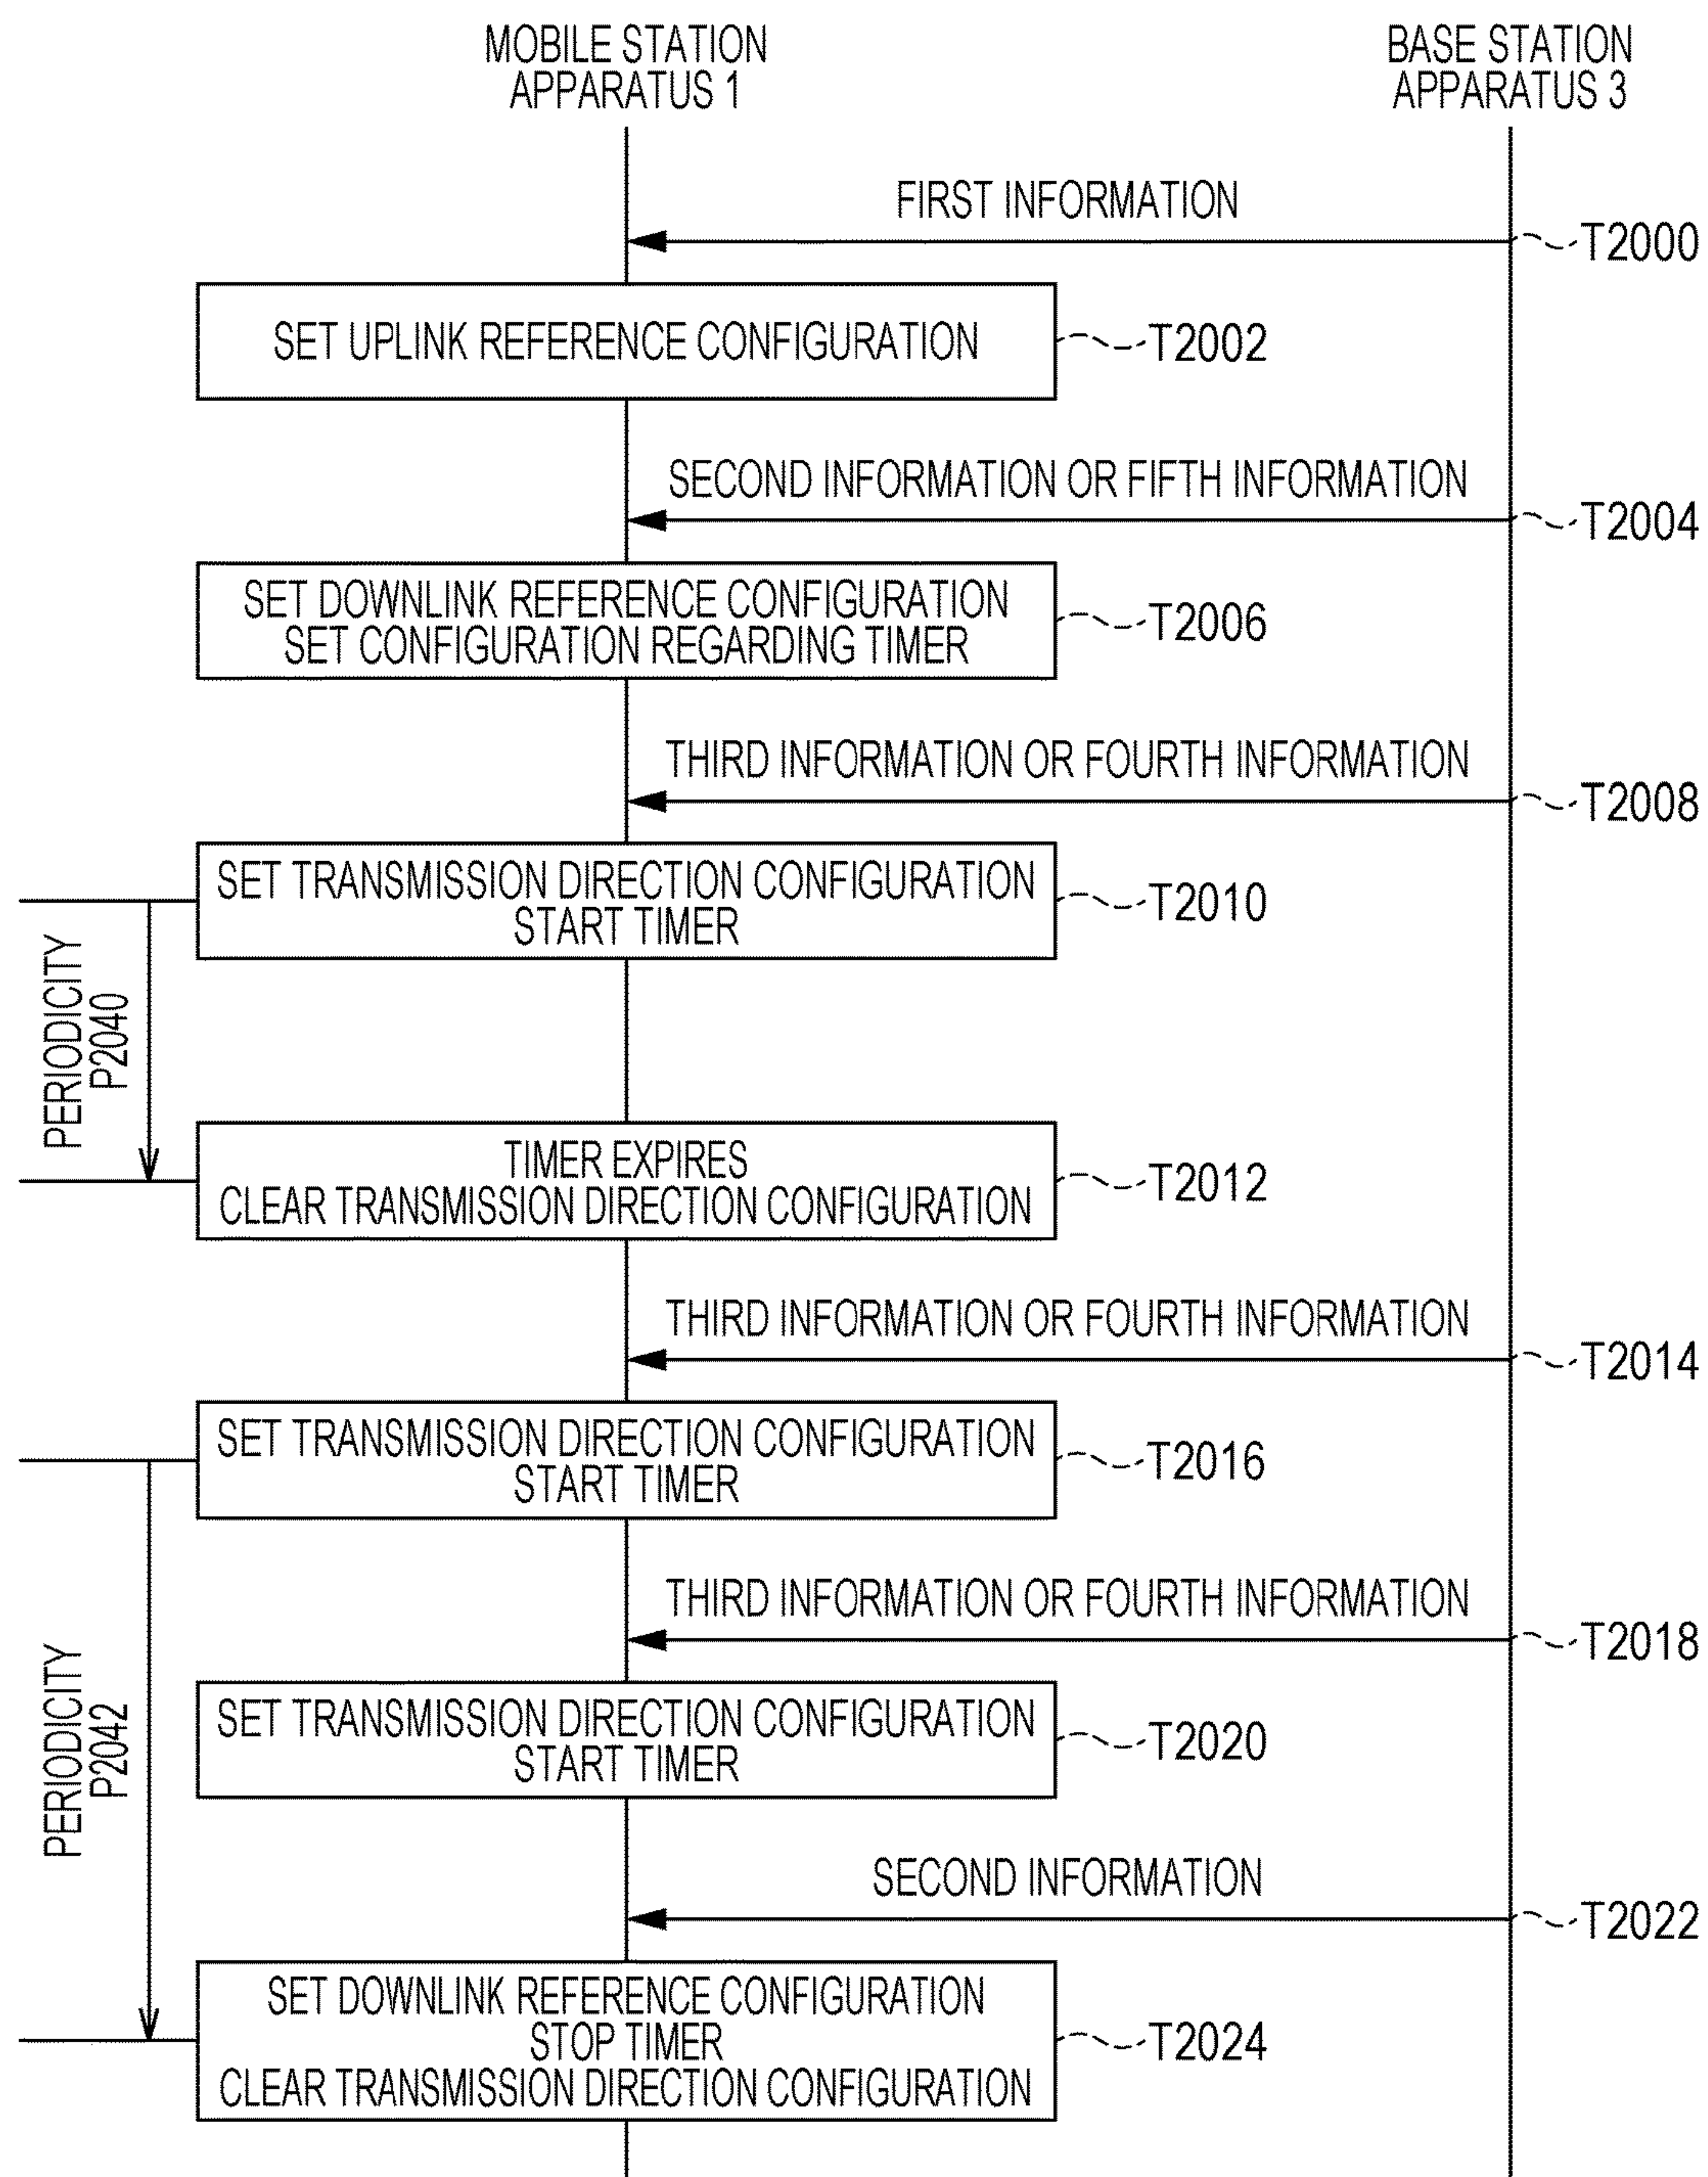 MOBILE STATION
APPARATUS 1
BASE STATION
APPARATUS 3
FIRST INFORMATION
T2000
SET UPLINK REFERENCE CONFIGURATION
T2002
SECOND INFORMATION OR FIFTH INFORMATION
T2004
SET DOWNLINK REFERENCE CONFIGURATION
SET CONFIGURATION REGARDING TIMER
T2006
THIRD INFORMATION OR FOURTH INFORMATION
T2008
SET TRANSMISSION DIRECTION CONFIGURATION
START TIMER
T2010
PERIODICITY
P2040
TIMER EXPIRES
CLEAR TRANSMISSION DIRECTION CONFIGURATION
T2012
THIRD INFORMATION OR FOURTH INFORMATION
T2014
SET TRANSMISSION DIRECTION CONFIGURATION
START TIMER
T2016
THIRD INFORMATION OR FOURTH INFORMATION
T2018
PERIODICITY
P2042
SET TRANSMISSION DIRECTION CONFIGURATION
START TIMER
T2020
SECOND INFORMATION
T2022
SET DOWNLINK REFERENCE CONFIGURATION
STOP TIMER
CLEAR TRANSMISSION DIRECTION CONFIGURATION
T2024